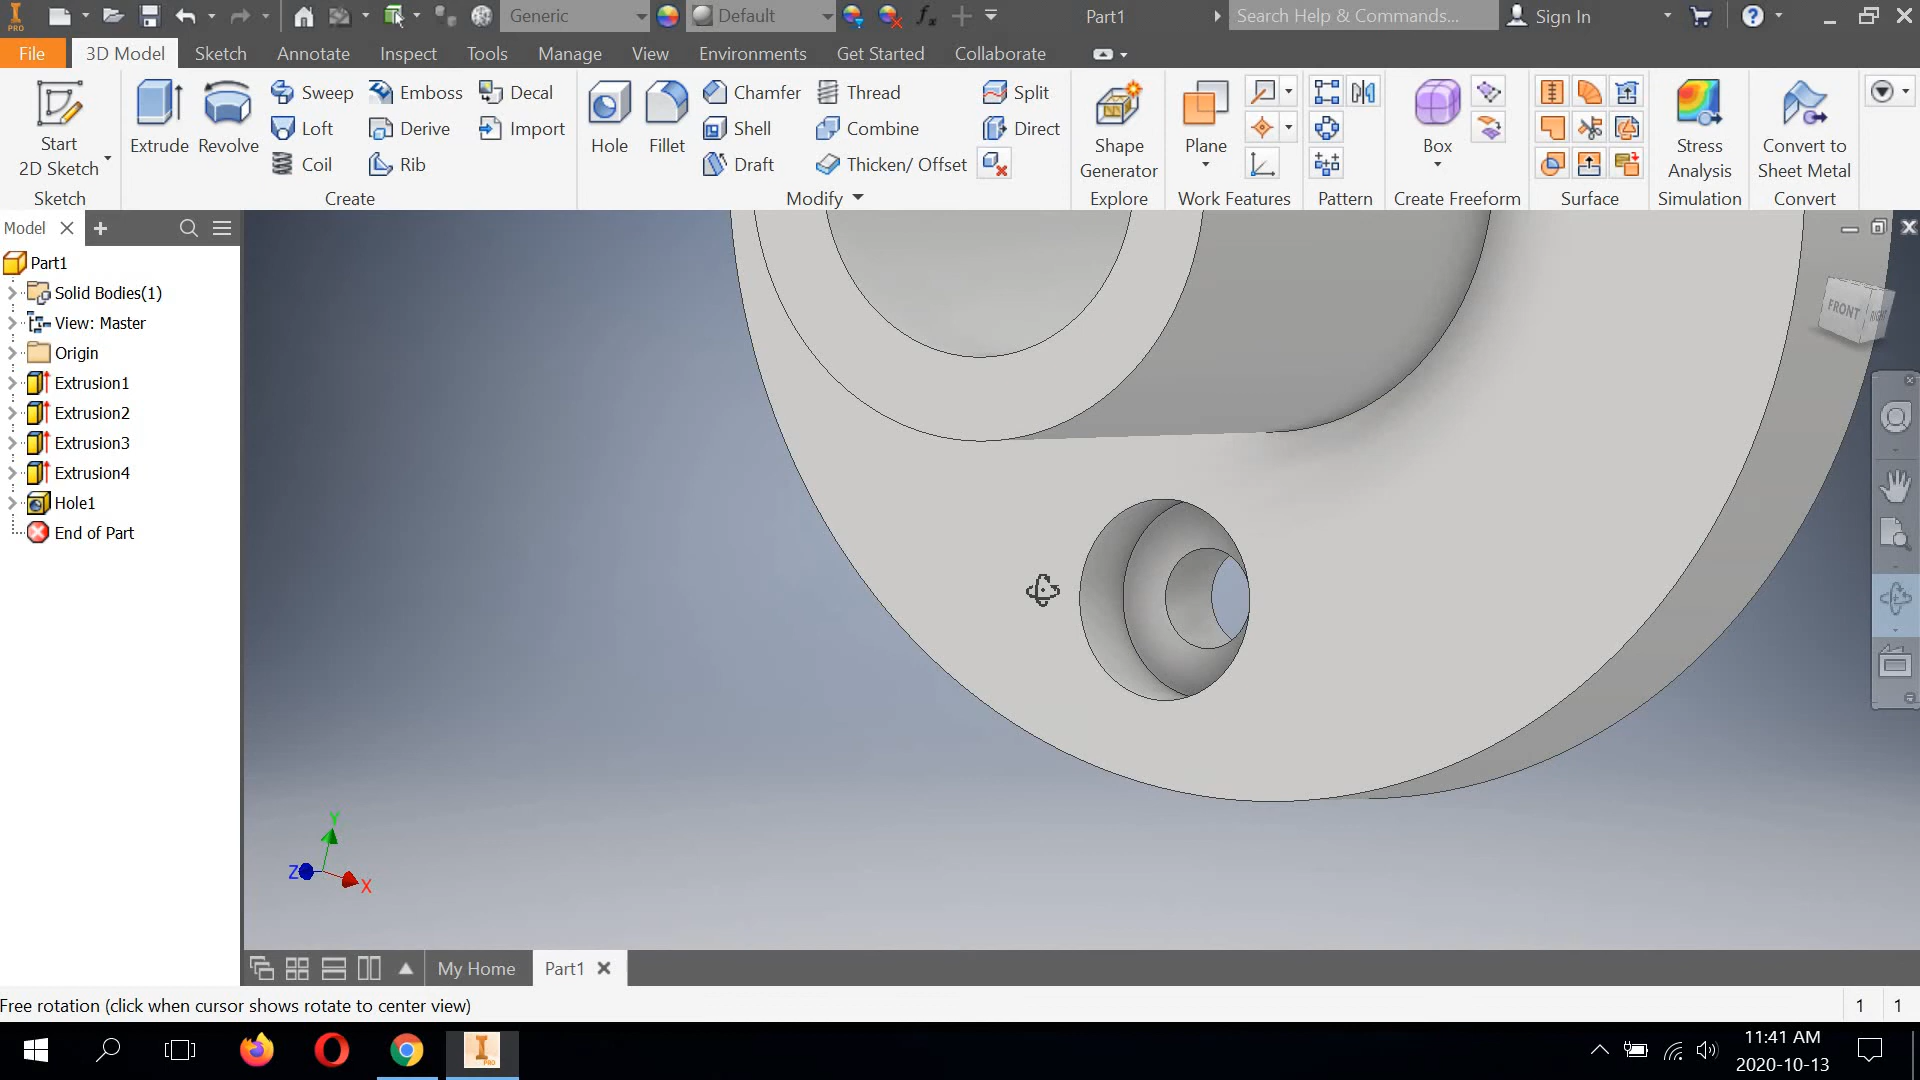 PRO
Generic
Default
Part1
Search Help & Commands...
Sign In
File
3D Model
Sketch
Annotate
Inspect
Tools
Manage
View
Environments
Get Started
Collaborate
Start
2D Sketch
Sketch
Extrude
Revolve
Sweep
Loft
Coil
Emboss
Derive
Rib
Decal
Import
Create
Hole
Fillet
Chamfer
Shell
Draft
Thread
Combine
Thicken/ Offset
Split
Direct
Modify
Shape
Generator
Explore
Plane
Work Features
Pattern
Box
Create Freeform
Surface
Stress
Analysis
Simulation
Convert to
Sheet Metal
Convert
Model
Part1
Solid Bodies(1)
View: Master
Origin
Extrusion1
Extrusion2
Extrusion3
Extrusion4
Hole1
End of Part
FRONT
RIGHT
Y
Z
X
My Home
Part1
Free rotation (click when cursor shows rotate to center view)
1
1
11:41 AM
2020-10-13